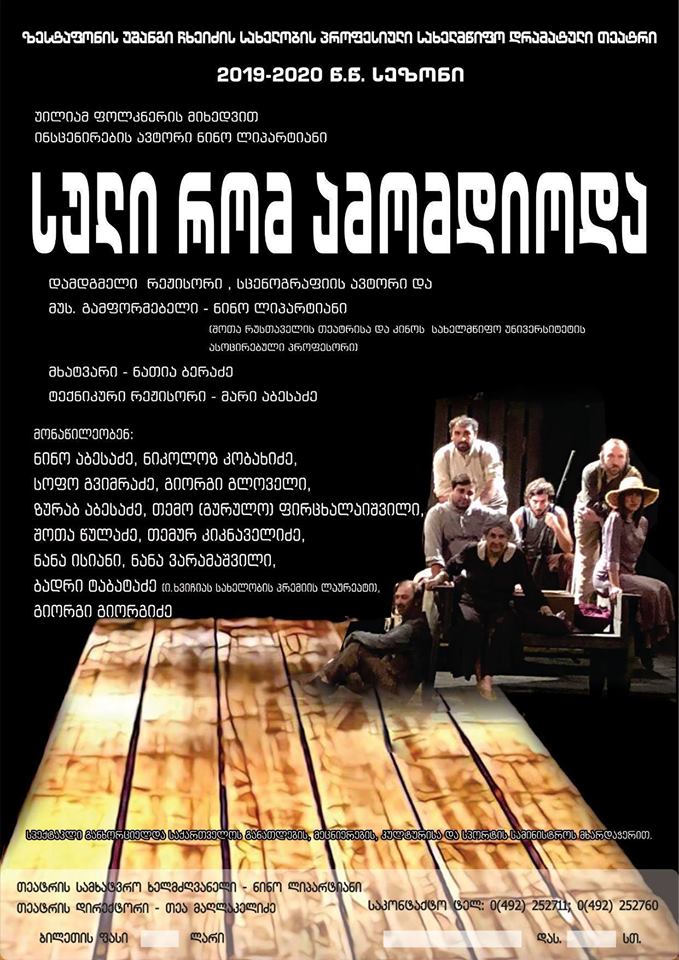 ზესტაფონის უშანგი ჩხეიძის სახელობის პროფესიული სახელმწიფო დრამატული თეატრი
2019-2020 წ.წ. სეზონი
უილიამ ფოლკნერის მიხედვით
ინსცენირების ავტორი ნინო ლიპარტიანი
სული რომ ამომდიოდა
დამდგმელი რეჟისორი , სცენოგრაფიის ავტორი და
მუს. გამფორმებელი - ნინო ლიპარტიანი
(შოთა რუსთაველის თეატრისა და კინოს სახელმწიფო უნივერსიტეტის
ასოცირებული პროფესორი)
მხატვარი - ნათია ბერაძე
ტექნიკური რეჟისორი - მარი აბესაძე
მონაწილეობენ:
ნინო აბესაძე, ნიკოლოზ კობახიძე,
სოფო გვიმრაძე, გიორგი გლოველი,
ზურაბ აბესაძე, თემო (გურულო) ფირცხალაიშვილი,
შოთა წულაძე, თემურ კიკნაველიძე,
ნანა ისიანი, ნანა ვარამაშვილი,
ბადრი ტაბატაძე (ი.ხვიჩიას სახელობის პრემიის ლაურეატი),
გიორგი გიორგიძე
სპექტაკლი განხორციელდა საქართველოს განათლების, მეცნიერების, კულტურისა და სპორტის სამინისტროს მხარდაჭერით.
თეატრის სამხატვრო ხელმძღვანელი - ნინო ლიპარტიანი
თეატრის დირექტორი - თეა მაღლაკელიძე
საკონტაქტო ტელ: 0(492) 252711; 0(492) 252760
ბილეთის ფასი ლარი დას. სთ.